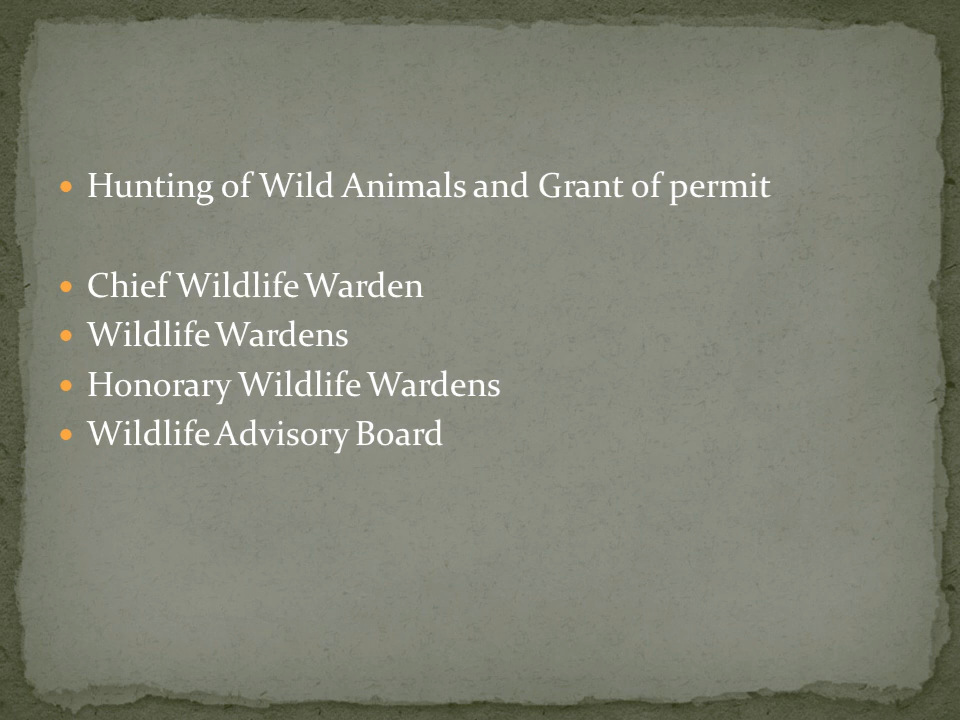 • Hunting of Wild Animals and Grant of permit
• Chief Wildlife Warden
• Wildlife Wardens
• Honorary Wildlife Wardens
• Wildlife Advisory Board